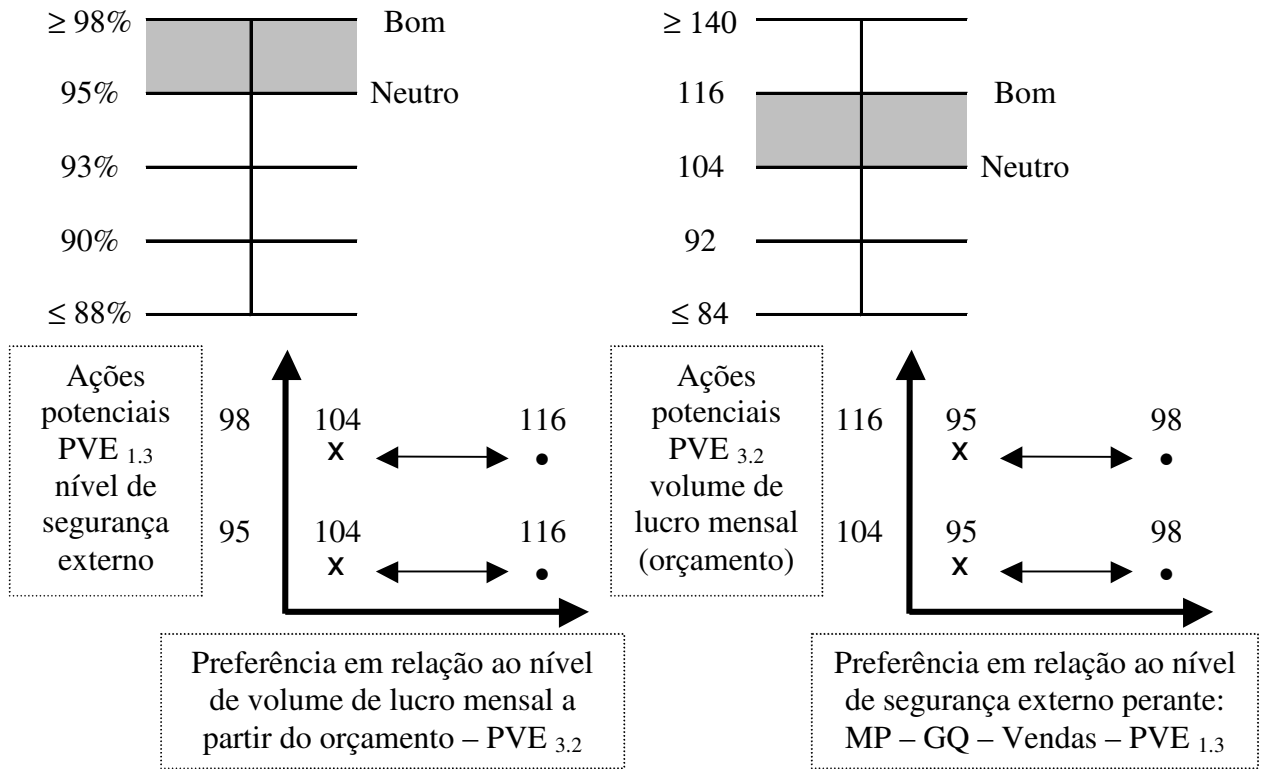 ≥ 98% Bom
95% Neutro
93%
90%
≤ 88%
≥ 140
116 Bom
104 Neutro
92
≤ 84
Ações
potenciais
PVE 1.3
nível de
segurança
externo
98 104 116
x
95 104 116
x
Preferência em relação ao nível
de volume de lucro mensal a
partir do orçamento – PVE 3.2
Ações
potenciais
PVE 3.2
volume de
lucro mensal
(orçamento)
116 95 98
x
104 95 98
x
Preferência em relação ao nível
de segurança externo perante:
MP – GQ – Vendas – PVE 1.3